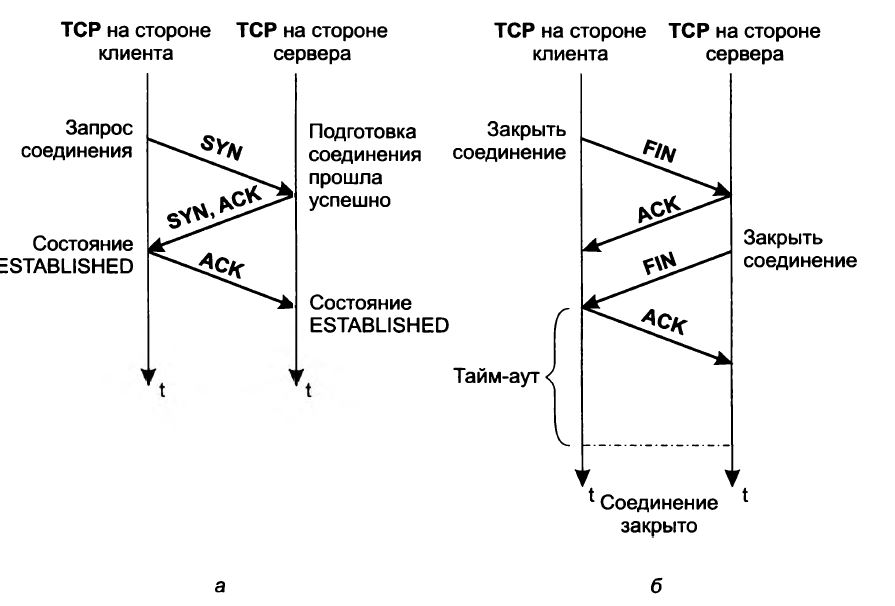 TCP на стороне
клиента
TCP на стороне
сервера
Запрос
соединения
SYN
Подготовка
соединения
прошла
успешно
SYN, ACK
Состояние
ESTABLISHED
ACK
Состояние
ESTABLISHED
t
t
а
TCP на стороне
клиента
TCP на стороне
сервера
Закрыть
соединение
FIN
ACK
Закрыть
соединение
FIN
ACK
Тайм-аут
t
t
Соединение
закрыто
б